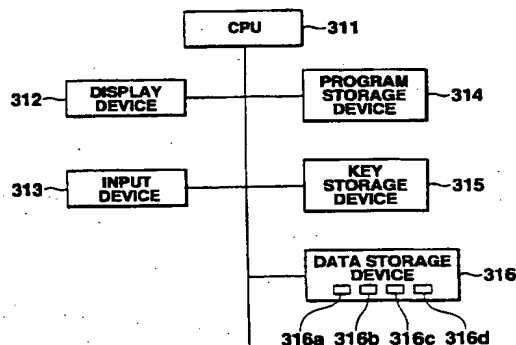 CPU
311
312
DISPLAY
DEVICE
PROGRAM
STORAGE
DEVICE
314
313
INPUT
DEVICE
KEY
STORAGE
DEVICE
315
DATA STORAGE
DEVICE
316
316a 316b 316c 316d